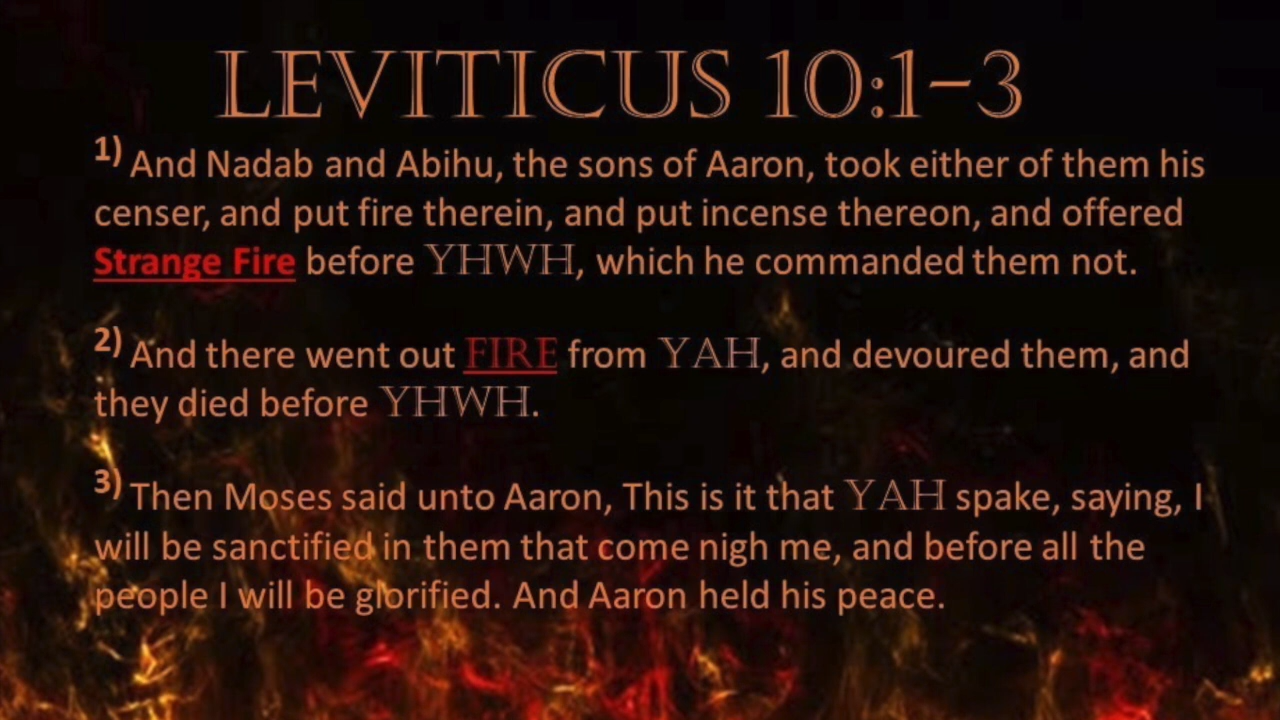 LEVITICUS 10:1–3
1) And Nadab and Abihu, the sons of Aaron, took either of them his
censer, and put fire therein, and put incense thereon, and offered
Strange Fire before YHWH, which he commanded them not.
2) And there went out FIRE from YAH, and devoured them, and
they died before YHWH.
3) Then Moses said unto Aaron, This is it that YAH spake, saying, I
will be sanctified in them that come nigh me, and before all the
people I will be glorified. And Aaron held his peace.